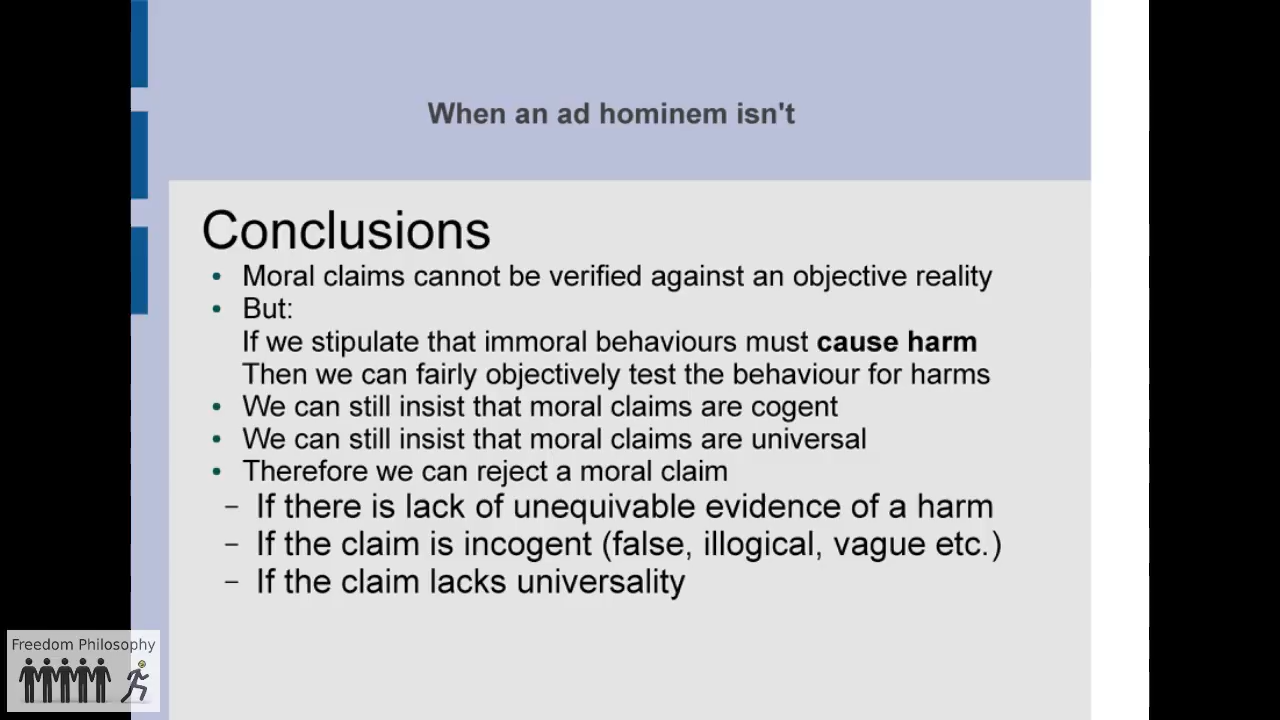 When an ad hominem isn't
Conclusions
• Moral claims cannot be verified against an objective reality
• But:
If we stipulate that immoral behaviours must cause harm
Then we can fairly objectively test the behaviour for harms
• We can still insist that moral claims are cogent
• We can still insist that moral claims are universal
• Therefore we can reject a moral claim
– If there is lack of unequivable evidence of a harm
– If the claim is incogent (false, illogical, vague etc.)
– If the claim lacks universality
Freedom Philosophy